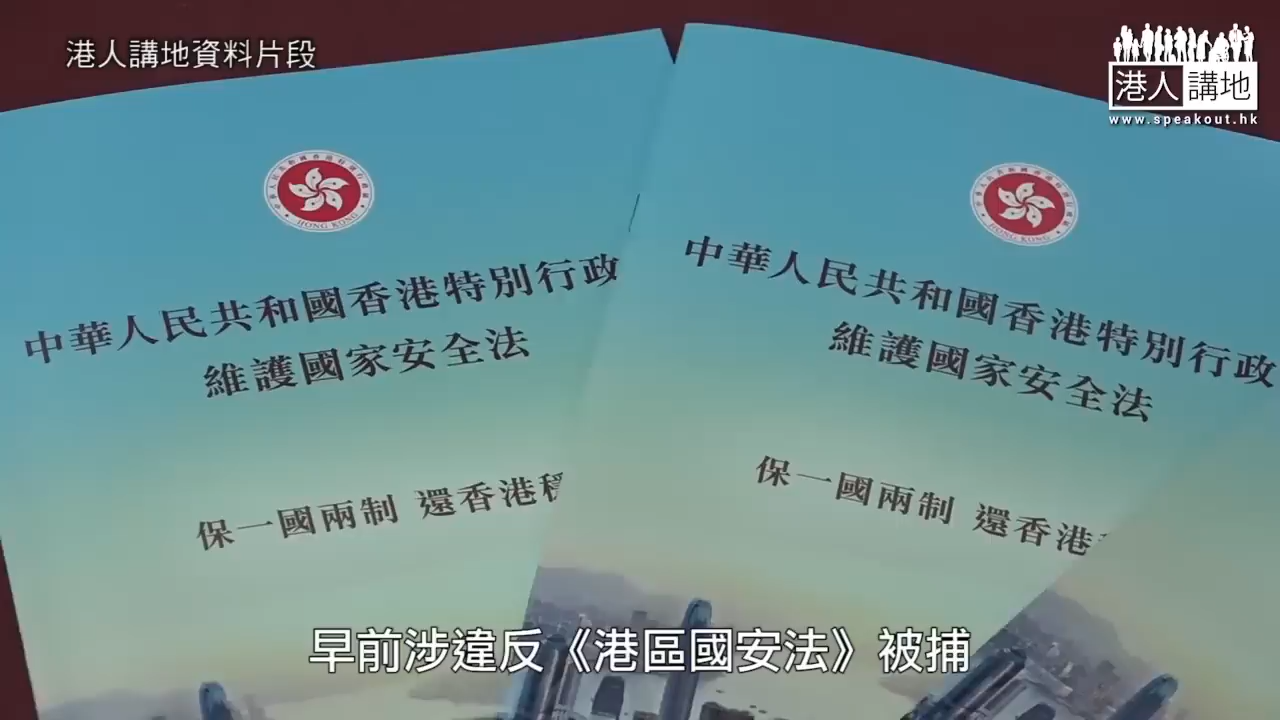 港人講地資料片段
港人講地
www.speakout.hk
HONG KONG
中華人民共和國香港特別行政
維護國家安全法
保一國兩制 還香港
HONG KONG
中華人民共和國香港特別行政
維護國家安全法
保一國兩制 還香港
早前涉違反《港區國安法》被捕